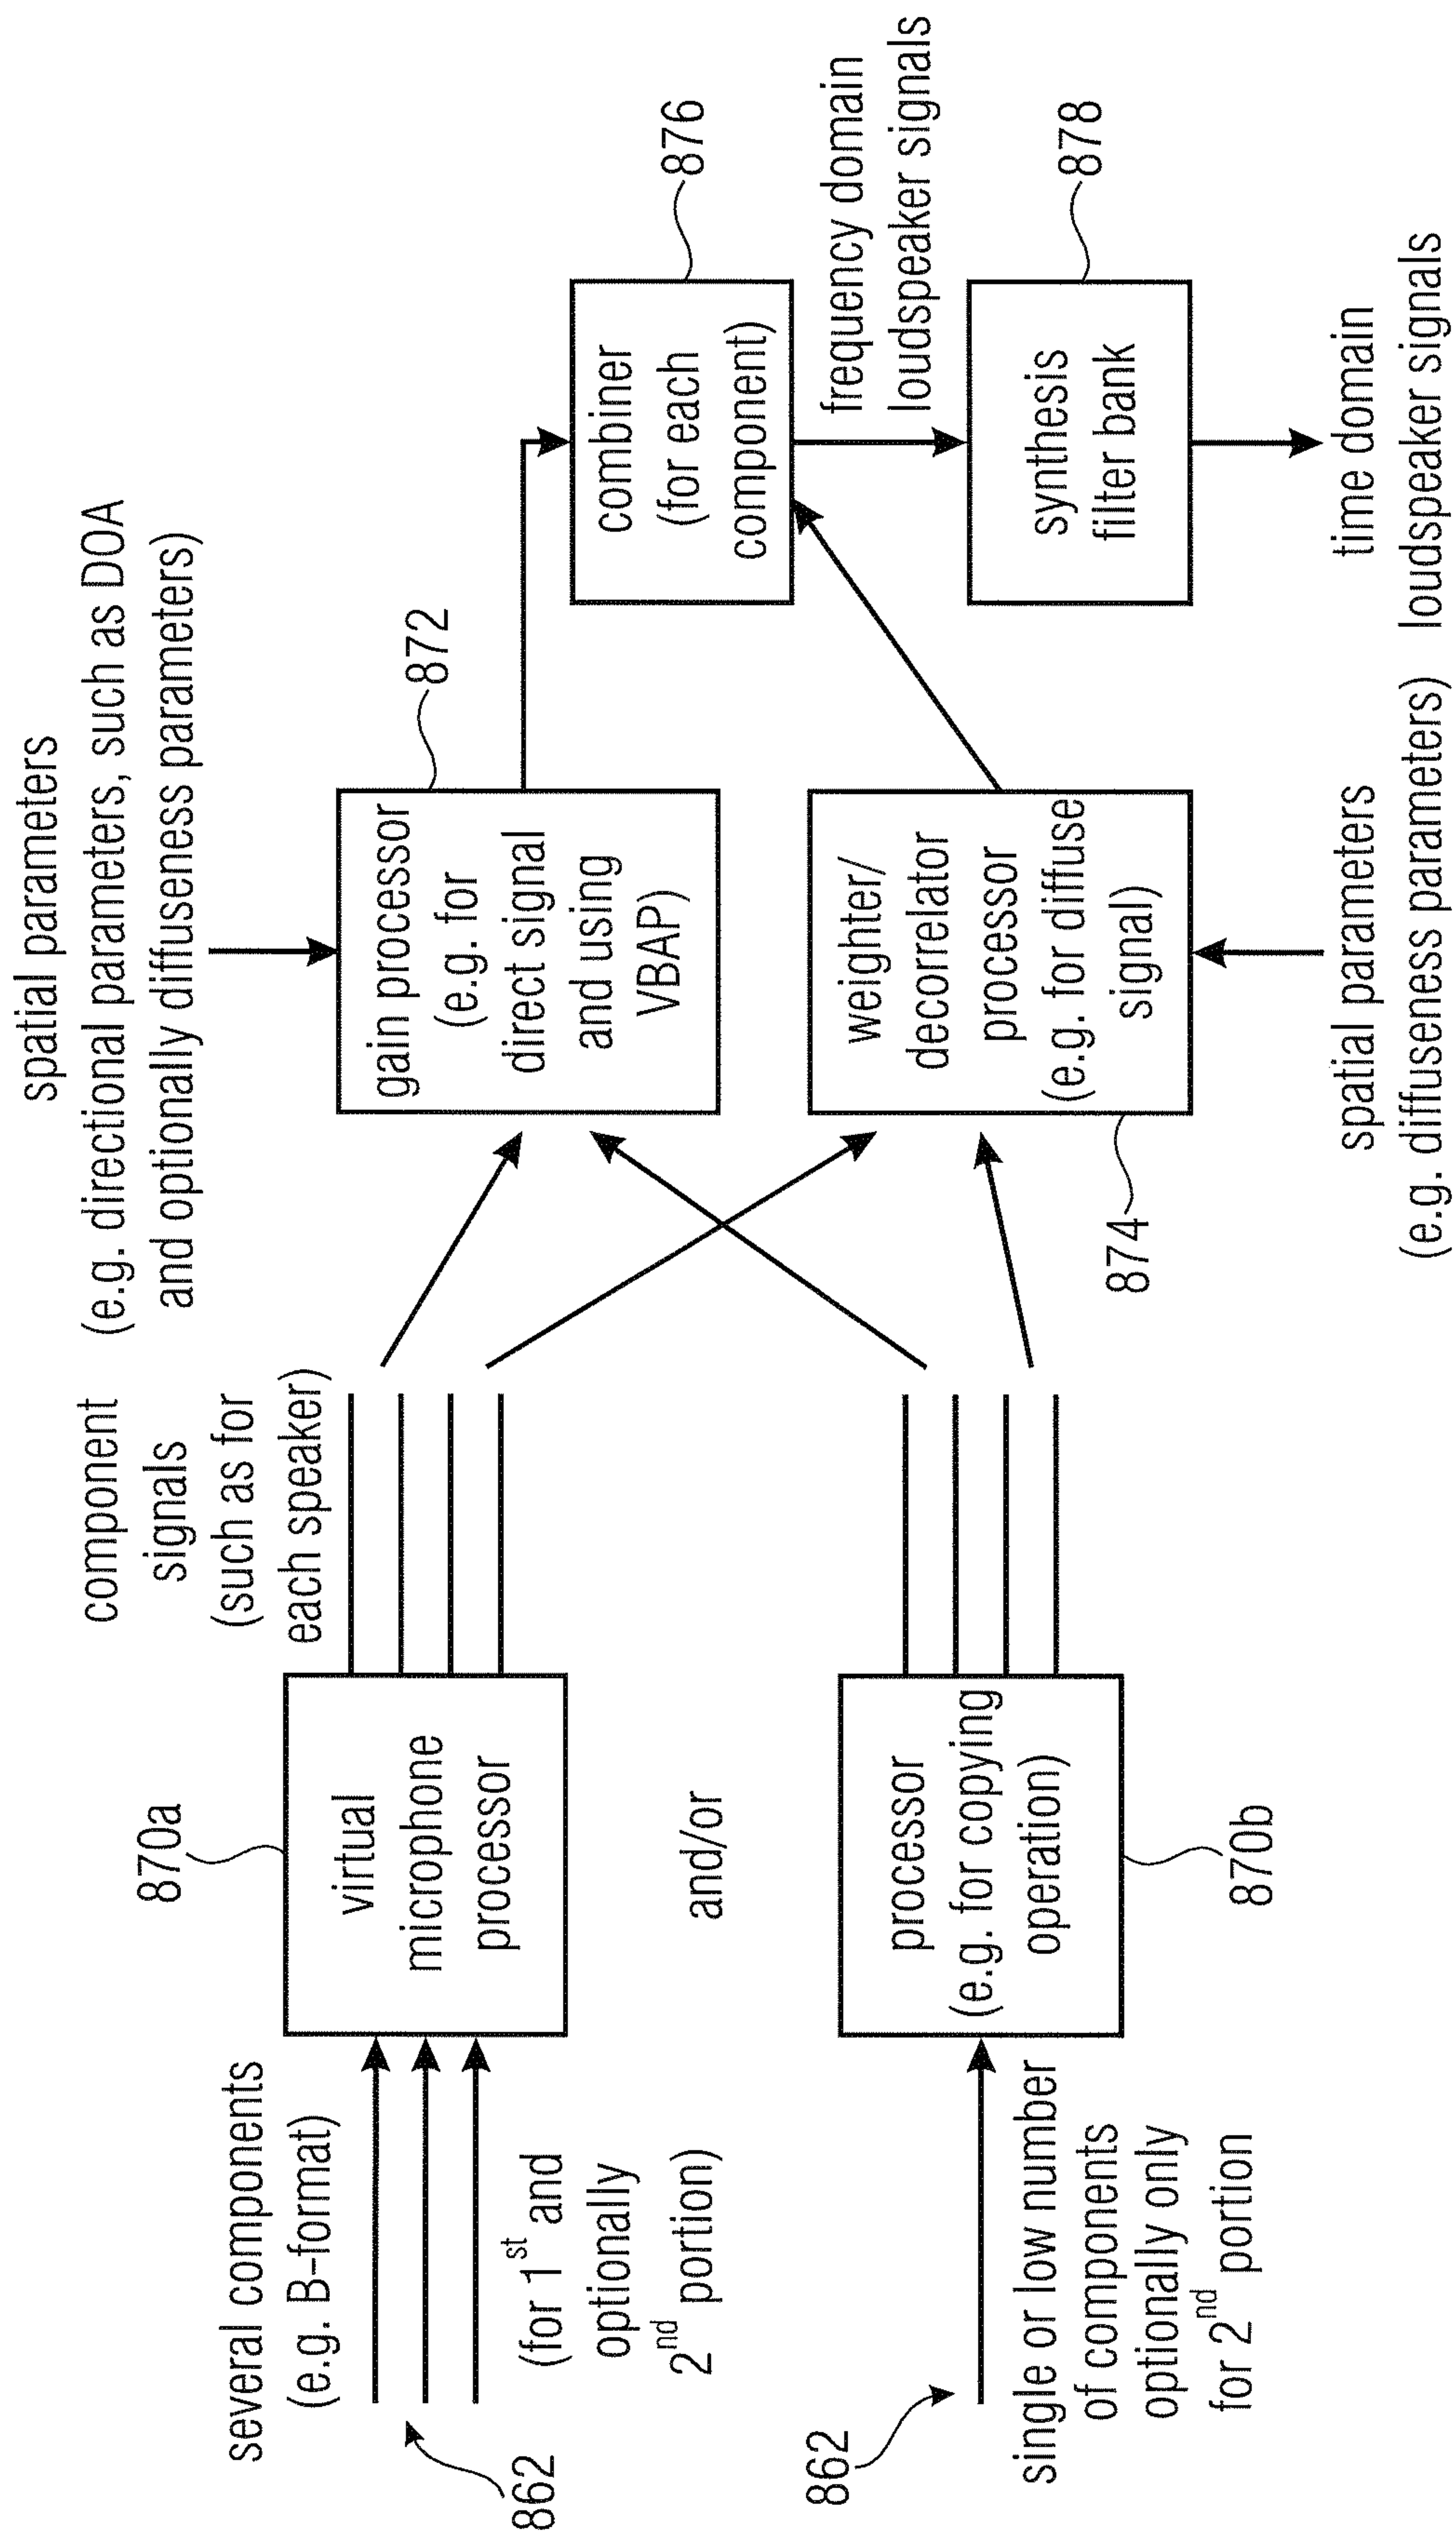 several components
(e.g. B-format)
862
(for 1st and
optionally
2nd portion)
870a
virtual
microphone
processor
component
signals
(such as for
each speaker)
and/or
862
single or low number
of components
optionally only
for 2nd portion
processor
(e.g. for copying
operation)
870b
spatial parameters
(e.g. directional parameters, such as DOA
and optionally diffuseness parameters)
872
gain processor
(e.g. for
direct signal
and using
VBAP)
weighter/
decorrelator
processor
(e.g. for diffuse
signal)
874
spatial parameters
(e.g. diffuseness parameters)
combiner
(for each
component)
876
frequency domain
loudspeaker signals
synthesis
filter bank
878
time domain
loudspeaker signals